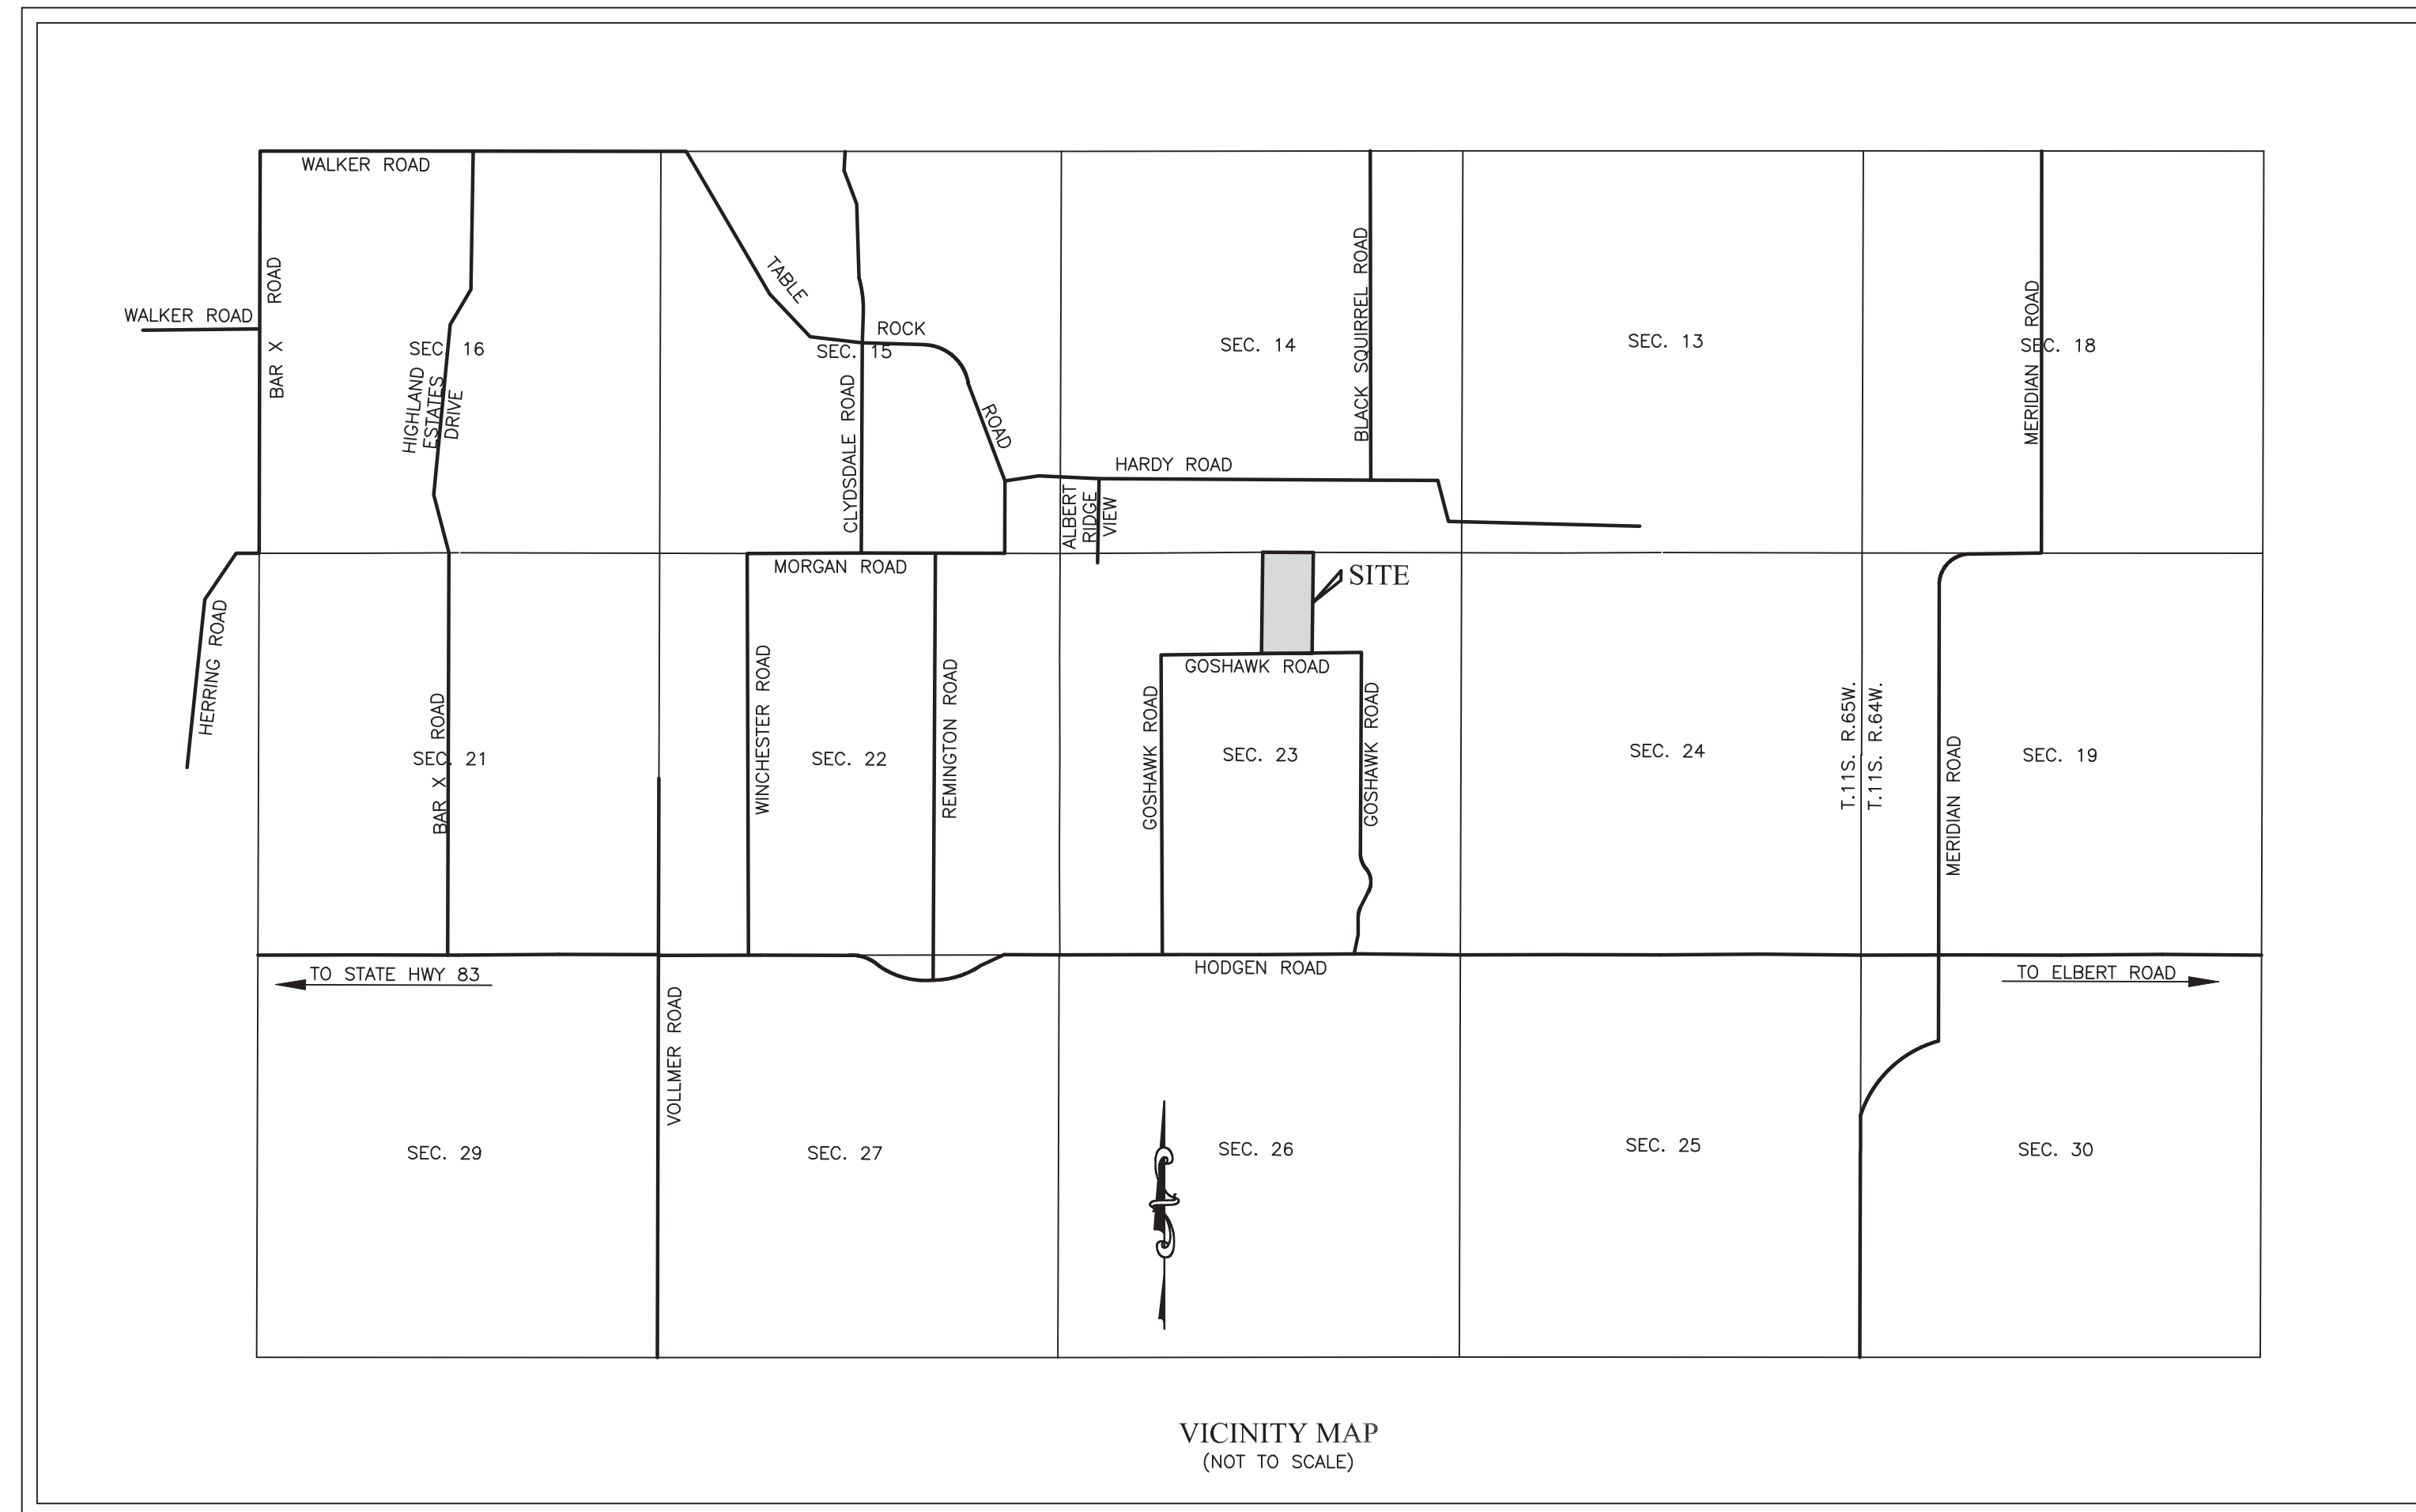 WALKER ROAD
WALKER ROAD
BAR X ROAD
HIGHLAND
ESTATES
DRIVE
SEC. 16
TABLE ROCK ROAD
SEC. 15
CLYDSDALE ROAD
SEC. 14
BLACK SQUIRREL ROAD
SEC. 13
MERIDIAN ROAD
SEC. 18
HARDY ROAD
ALBERT
RIDGE
VIEW
MORGAN ROAD
SITE
HERRING ROAD
BAR X ROAD
SEC. 21
WINCHESTER ROAD
SEC. 22
REMINGTON ROAD
GOSHAWK ROAD
GOSHAWK ROAD
SEC. 23
GOSHAWK ROAD
SEC. 24
T.11S. R.65W.
T.11S. R.64W.
MERIDIAN ROAD
SEC. 19
TO STATE HWY 83
HODGEN ROAD
TO ELBERT ROAD
VOLLMER ROAD
SEC. 29
SEC. 27
SEC. 26
SEC. 25
SEC. 30
VICINITY MAP
(NOT TO SCALE)